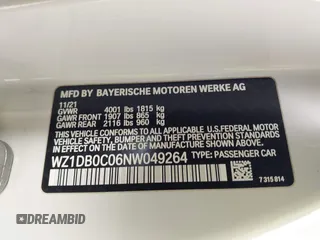 MFD BY BAYERISCHE MOTOREN WERKE AG
11/21
GVWR 4001 lbs 1815 kg
GAWR FRONT 1907 lbs 865 kg
GAWR REAR 2116 lbs 960 kg
THIS VEHICLE CONFORMS TO ALL APPLICABLE U.S. FEDERAL
MOTOR VEHICLE SAFETY, BUMPER, AND THEFT PREVENTION
STANDARDS IN EFFECT ON THE DATE OF MANUFACTURE SHOWN ABOVE.
WZ1DB0C06NW049264 TYPE: PASSENGER CAR
7 315 814
DREAMBID